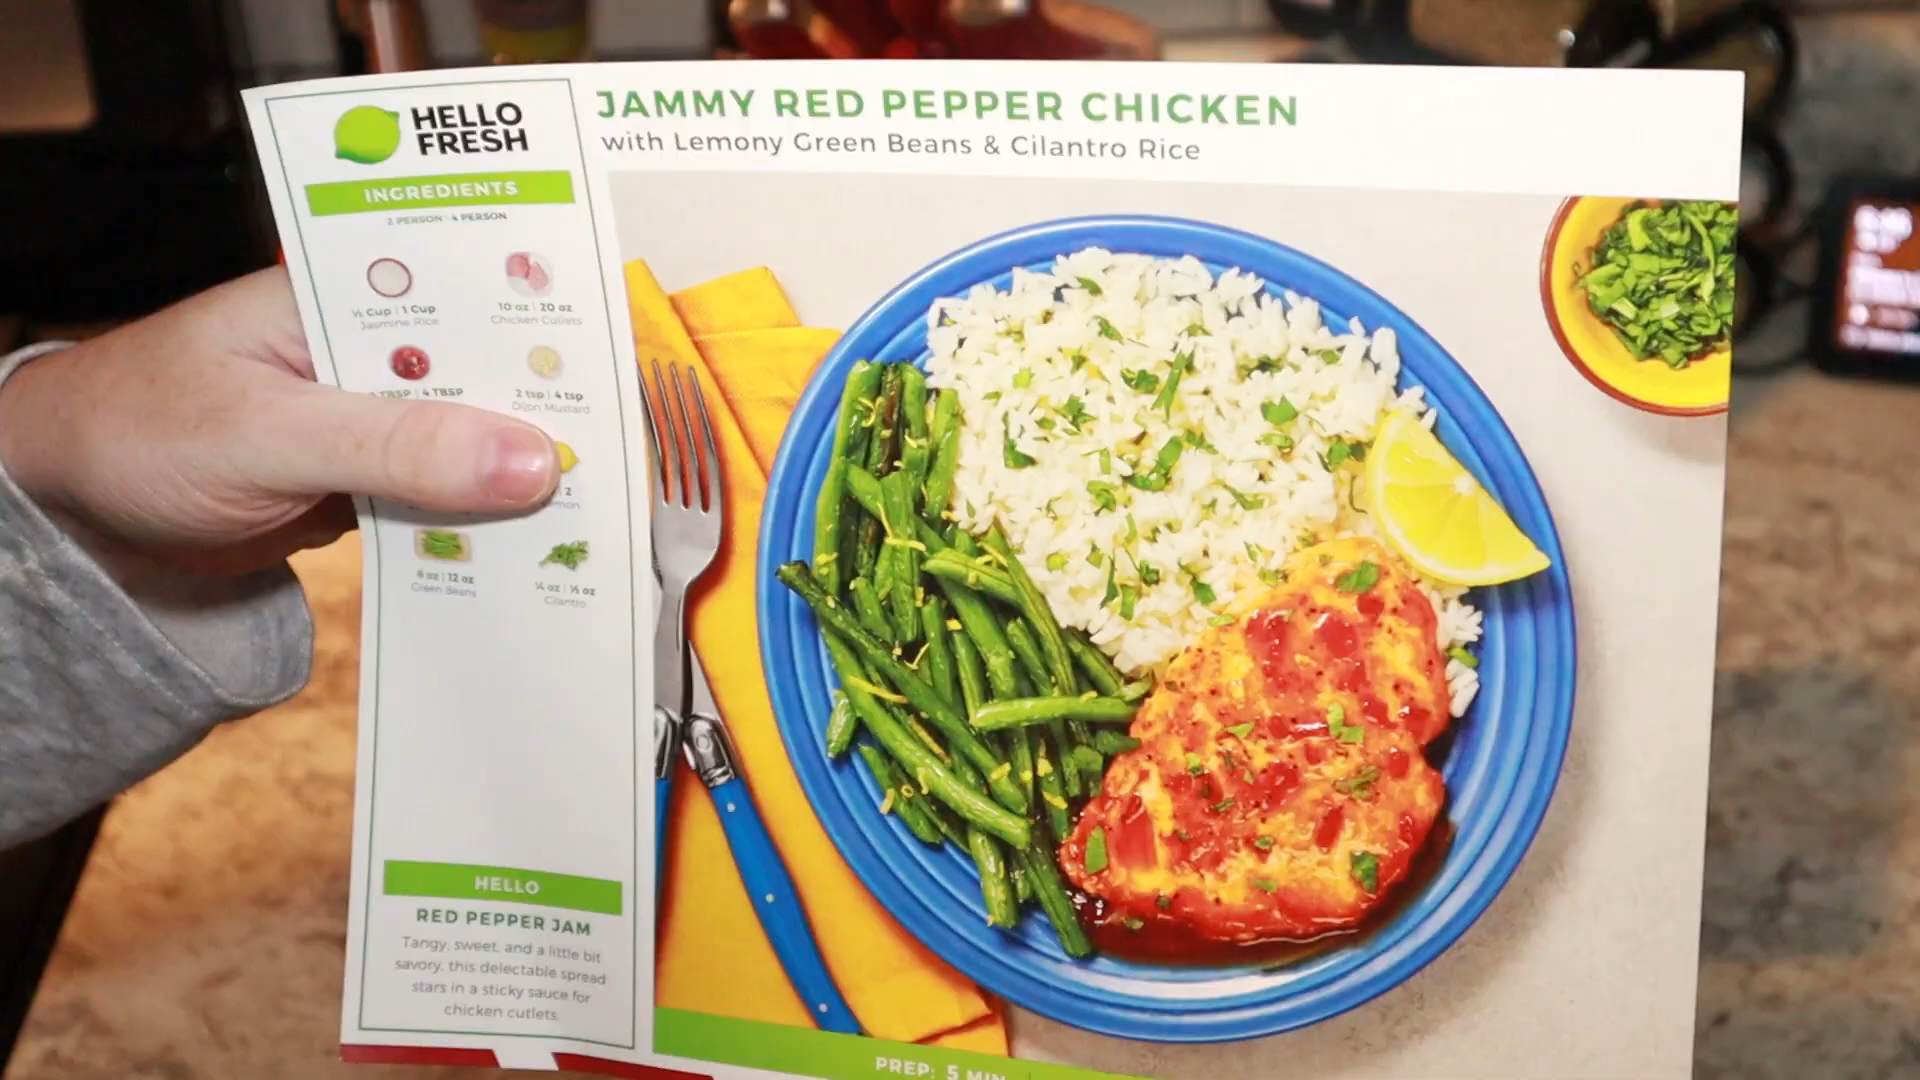 HELLO
FRESH
JAMMY RED PEPPER CHICKEN
with Lemony Green Beans & Cilantro Rice
INGREDIENTS
2 PERSON | 4 PERSON
½ Cup | 1 Cup
Jasmine Rice
10 oz | 20 oz
Chicken Cutlets
TBSP | 4 TBSP
2 tsp | 4 tsp
Dijon Mustard
| 2
6 oz | 12 oz
Green Beans
¼ oz | ½ oz
Cilantro
HELLO
RED PEPPER JAM
Tangy, sweet, and a little bit
savory, this delectable spread
stars in a sticky sauce for
chicken cutlets.
PREP: 5 MIN